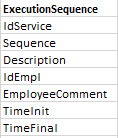 ExecutionSequence
IdService
Sequence
Description
IdEmpl
EmployeeComment
TimeInit
TimeFinal